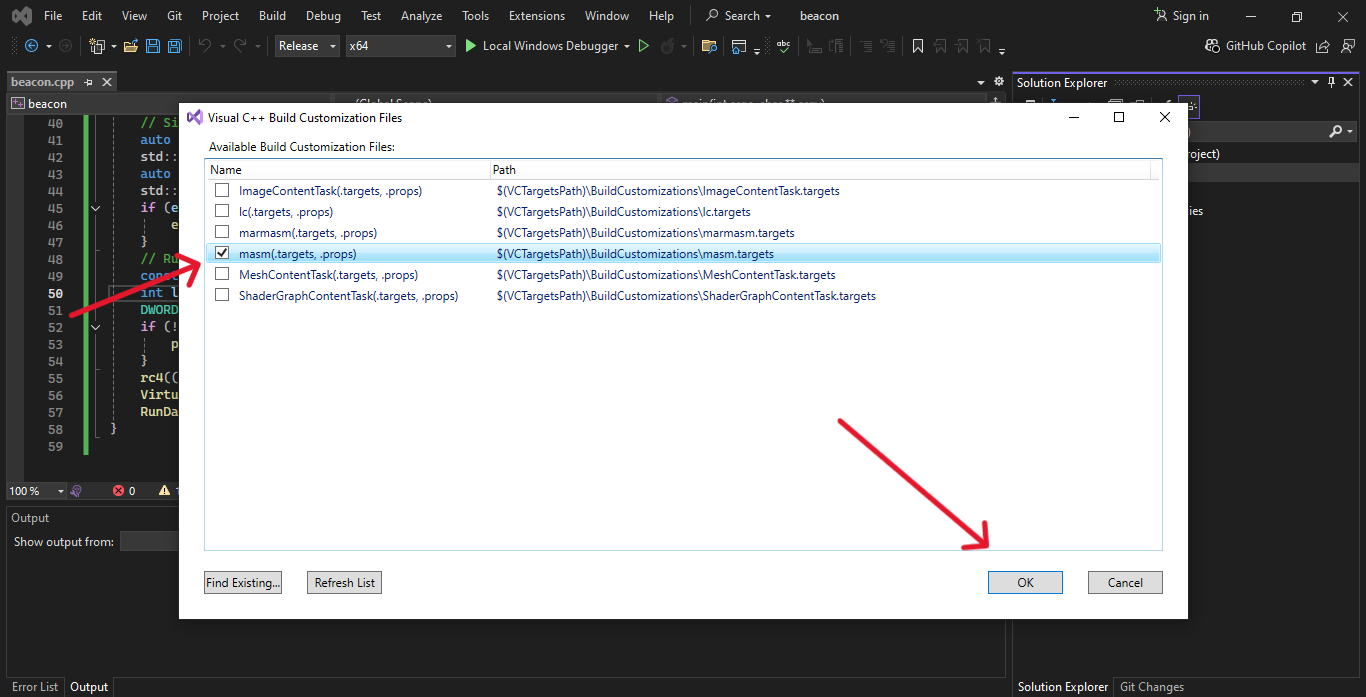 File Edit View Git Project Build Debug Test Analyze Tools Extensions Window Help Search beacon Sign in
Release x64 Local Windows Debugger abc GitHub Copilot
beacon.cpp Solution Explorer
beacon
Visual C++ Build Customization Files
Available Build Customization Files:
Name Path
ImageContentTask(.targets, .props) $(VCTargetsPath)\BuildCustomizations\ImageContentTask.targets
lc(.targets, .props) $(VCTargetsPath)\BuildCustomizations\lc.targets
marmasm(.targets, .props) $(VCTargetsPath)\BuildCustomizations\marmasm.targets
masm(.targets, .props) $(VCTargetsPath)\BuildCustomizations\masm.targets
MeshContentTask(.targets, .props) $(VCTargetsPath)\BuildCustomizations\MeshContentTask.targets
ShaderGraphContentTask(.targets, .props) $(VCTargetsPath)\BuildCustomizations\ShaderGraphContentTask.targets
Find Existing... Refresh List OK Cancel
40 // Si
41 auto
42 std::
43 auto
44 std::
45 if (e
46 e
47 }
48 // Ru
49 const
50 int l
51 DWORD
52 if (!
53 p
54 }
55 rc4((
56 Virtu
57 RunDa
58 }
59
roject)
ies
100 % 0 1
Output
Show output from:
Error List Output Solution Explorer Git Changes